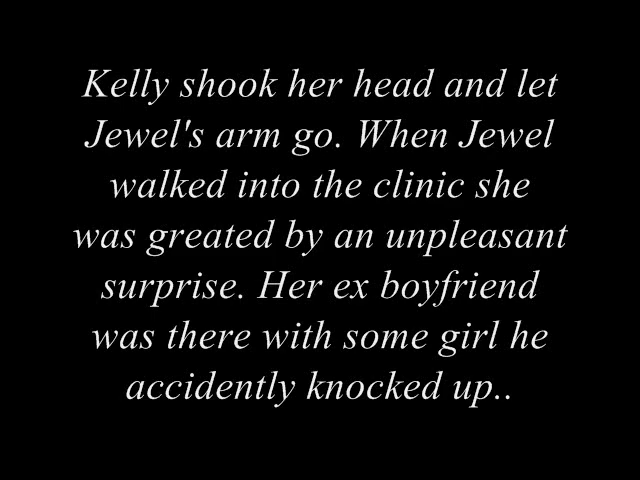 Kelly shook her head and let
Jewel's arm go. When Jewel
walked into the clinic she
was greated by an unpleasant
surprise. Her ex boyfriend
was there with some girl he
accidently knocked up..